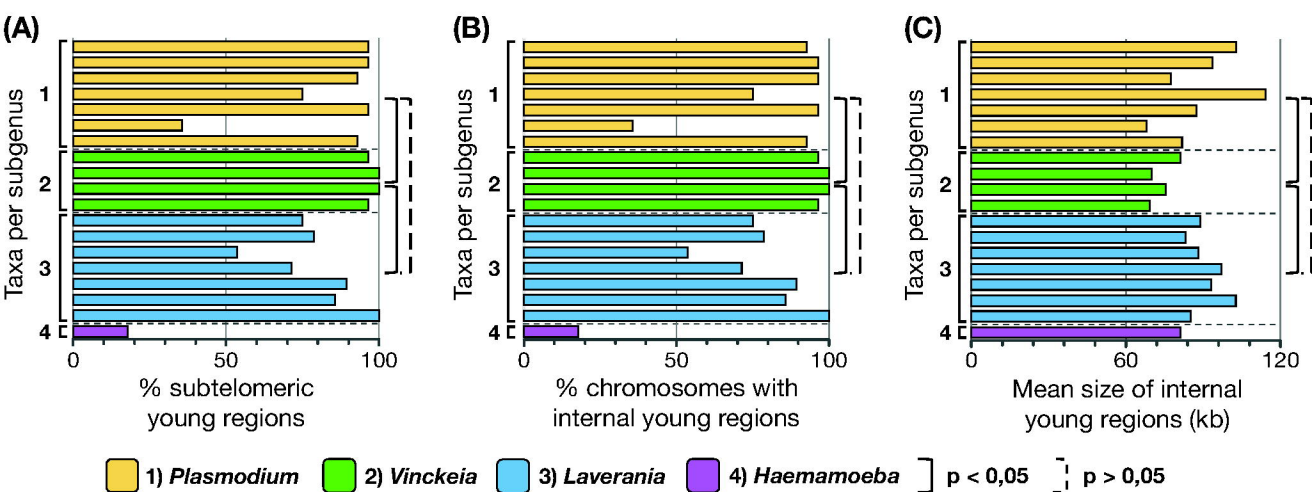 (A)
Taxa per subgenus
1
2
3
4
0 50 100
% subtelomeric
young regions
(B)
Taxa per subgenus
1
2
3
4
0 50 100
% chromosomes with
internal young regions
(C)
Taxa per subgenus
1
2
3
4
0 60 120
Mean size of internal
young regions (kb)
1) Plasmodium 2) Vinckeia 3) Laverania 4) Haemamoeba p < 0,05 p > 0,05